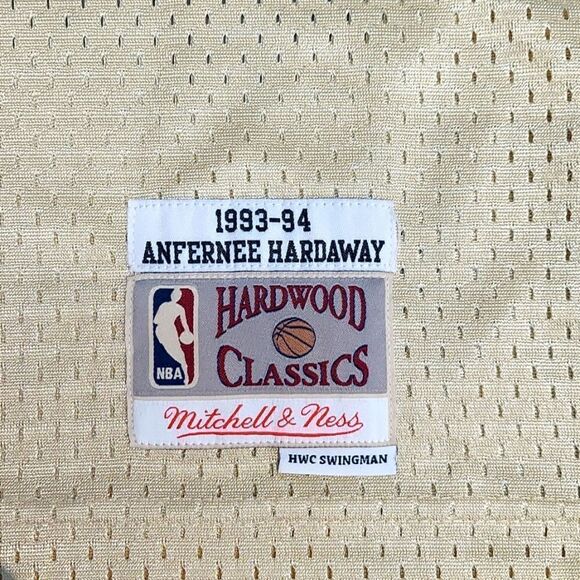 1993-94
ANFERNEE HARDAWAY
HARDWOOD
CLASSICS
NBA
Mitchell & Ness
HWC SWINGMAN